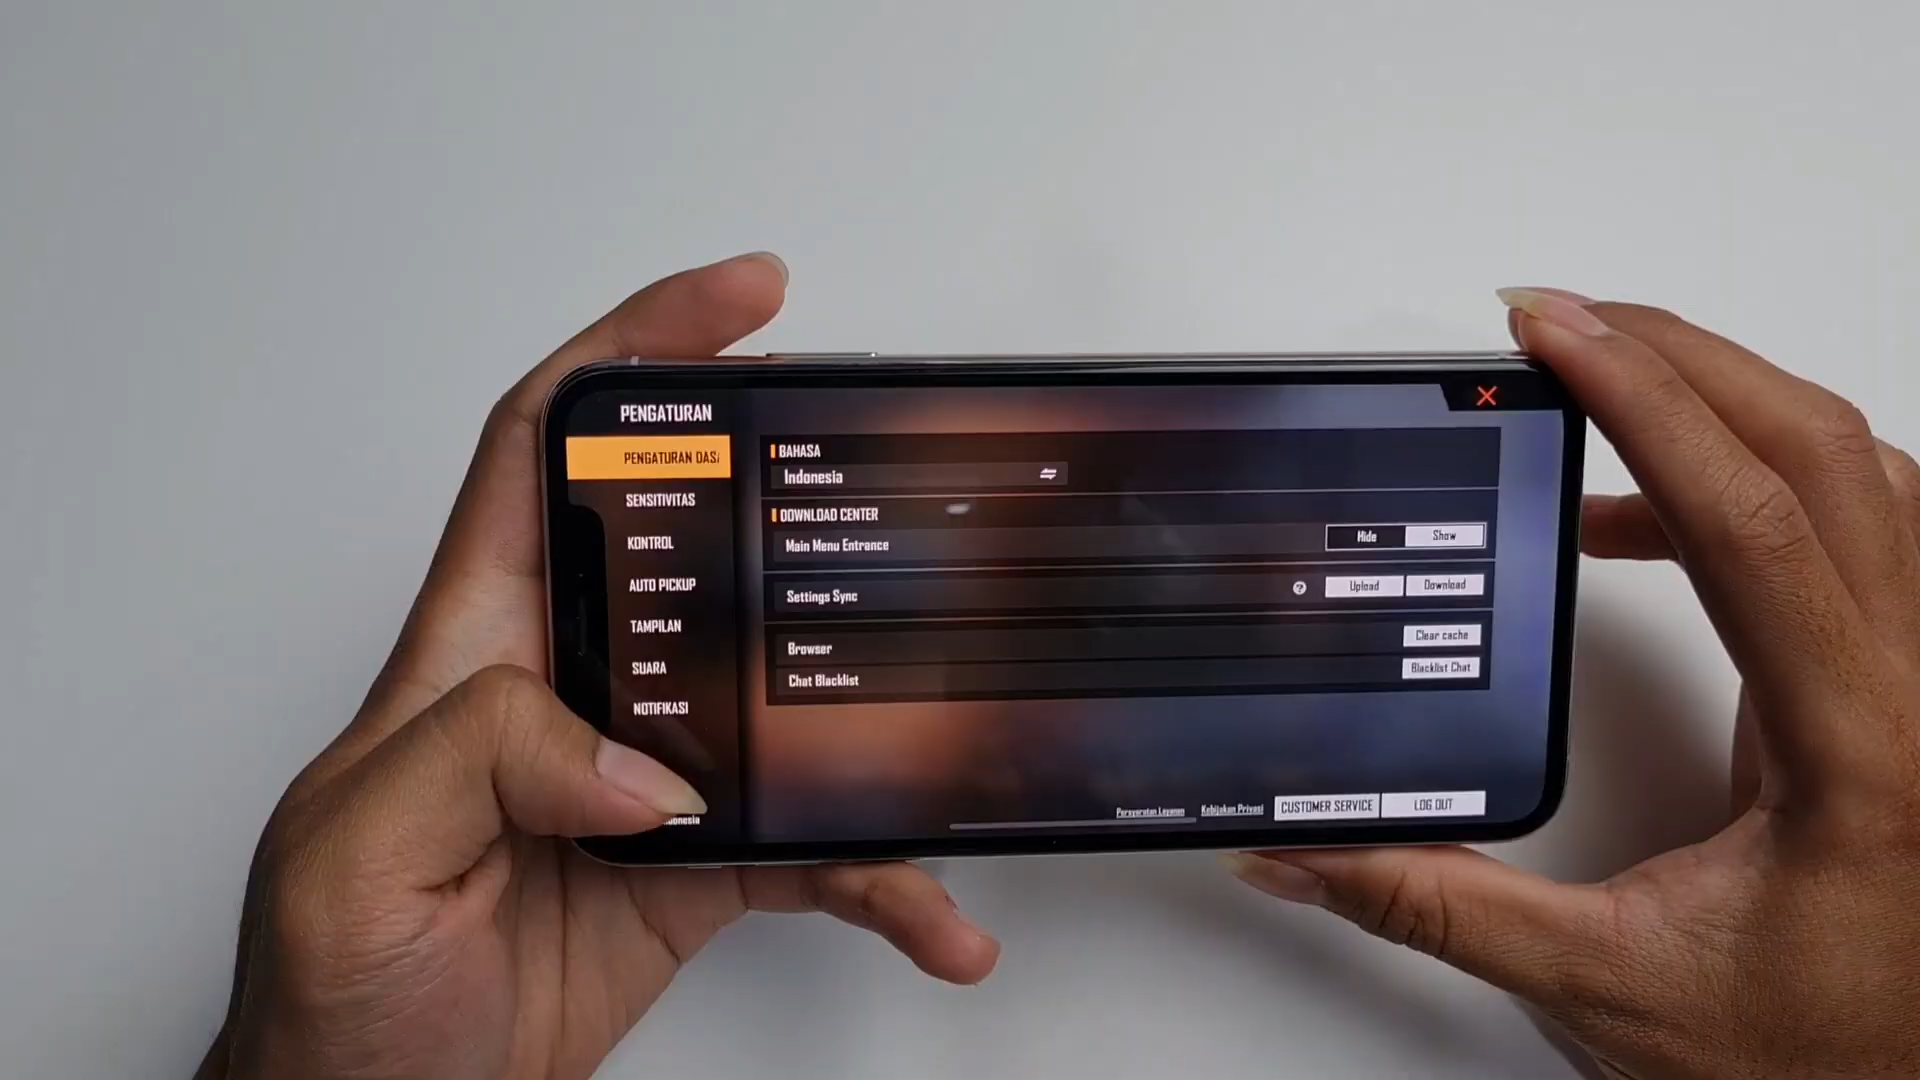 PENGATURAN
PENGATURAN DASA
SENSITIVITAS
KONTROL
AUTO PICKUP
TAMPILAN
SUARA
NOTIFIKASI
BAHASA
Indonesia
DOWNLOAD CENTER
Main Menu Entrance
Hide
Show
Settings Sync
?
Upload
Download
Browser
Clear cache
Chat Blacklist
Blacklist Chat
Persyaratan Layanan
Kebijakan Privasi
CUSTOMER SERVICE
LOG OUT